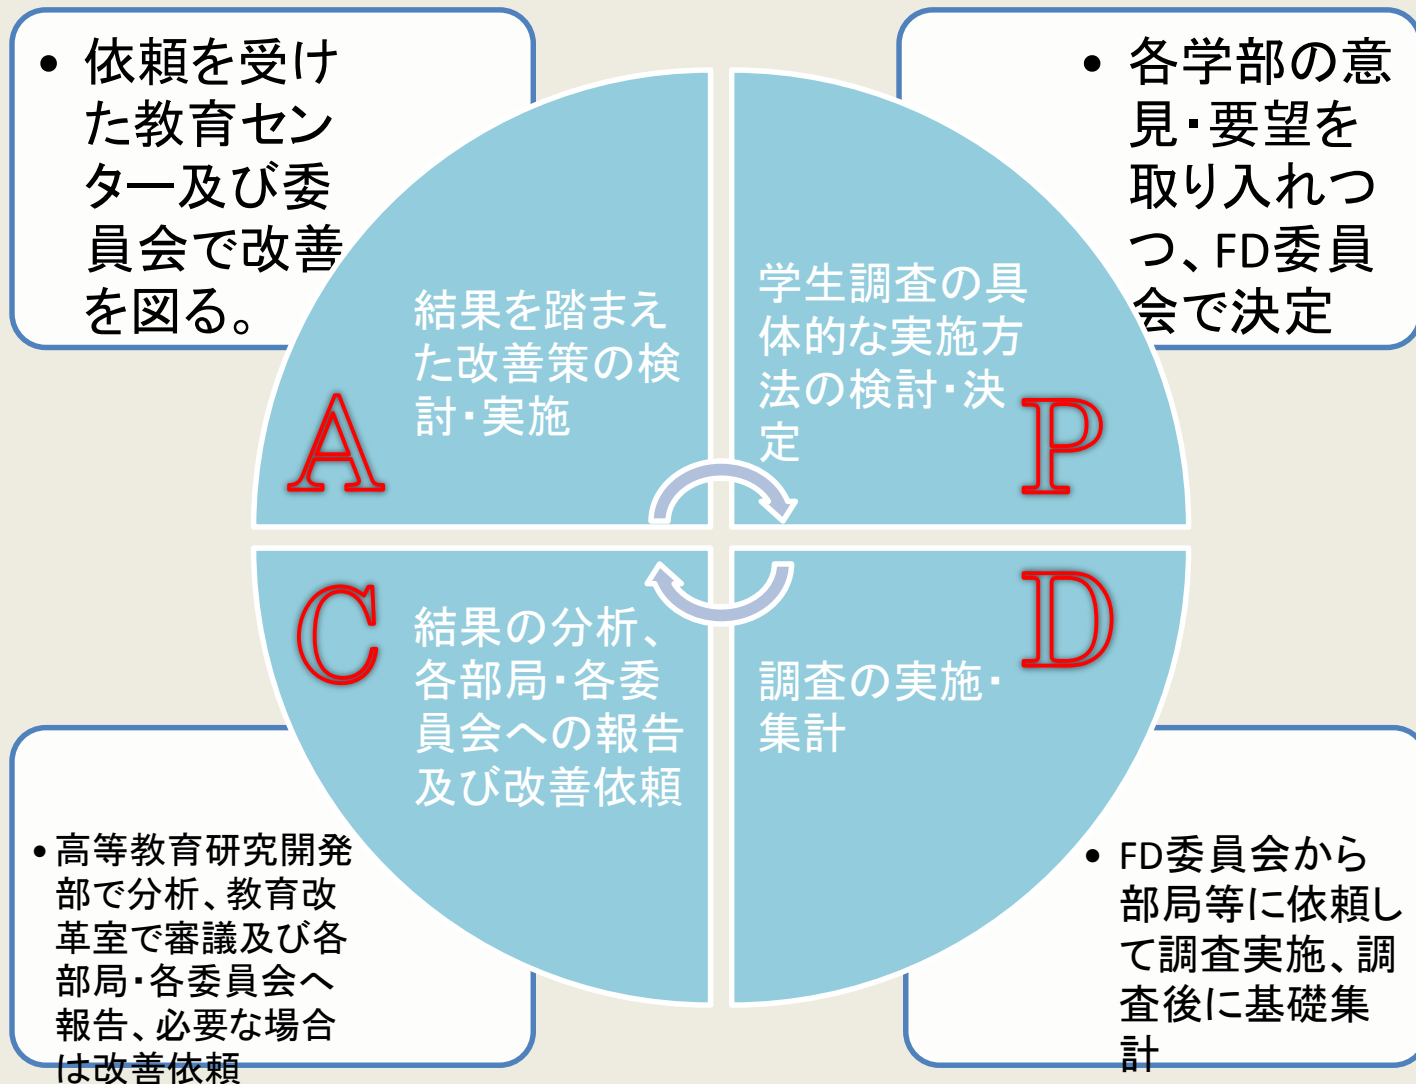 • 依頼を受け
た教育セン
ター及び委
員会で改善
を図る。
• 各学部の意
見・要望を
取り入れつ
つ、FD委員
会で決定
結果を踏まえ
た改善策の検
討・実施
A
学生調査の具
体的な実施方
法の検討・決
定
P
C
結果の分析、
各部局・各委
員会への報告
及び改善依頼
D
調査の実施・
集計
• 高等教育研究開発
部で分析、教育改
革室で審議及び各
部局・各委員会へ
報告、必要な場合
は改善依頼
• FD委員会から
部局等に依頼し
て調査実施、調
査後に基礎集
計